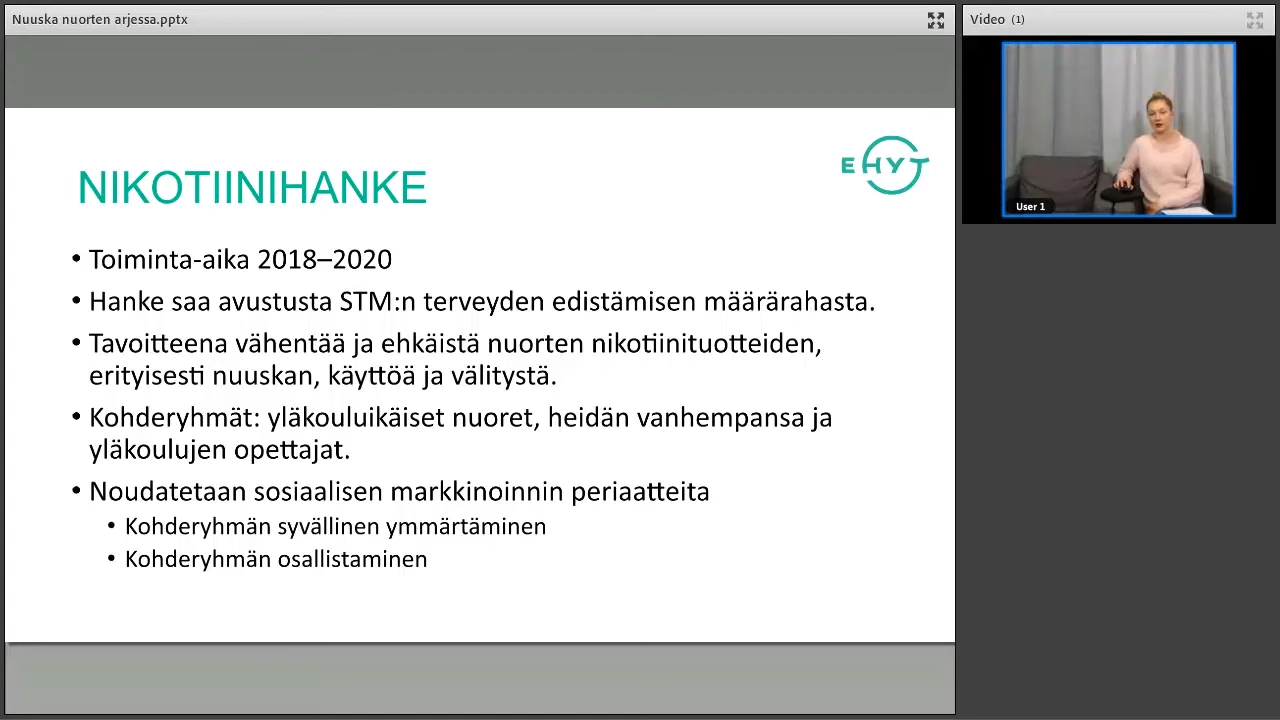 Nuuska nuorten arjessa.pptx
Video (1)
EHYT
User 1
NIKOTIINIHANKE
• Toiminta-aika 2018–2020
• Hanke saa avustusta STM:n terveyden edistämisen määrärahasta.
• Tavoitteena vähentää ja ehkäistä nuorten nikotiinituotteiden,
erityisesti nuuskan, käyttöä ja välitystä.
• Kohderyhmät: yläkouluikäiset nuoret, heidän vanhempansa ja
yläkoulujen opettajat.
• Noudatetaan sosiaalisen markkinoinnin periaatteita
• Kohderyhmän syvällinen ymmärtäminen
• Kohderyhmän osallistaminen